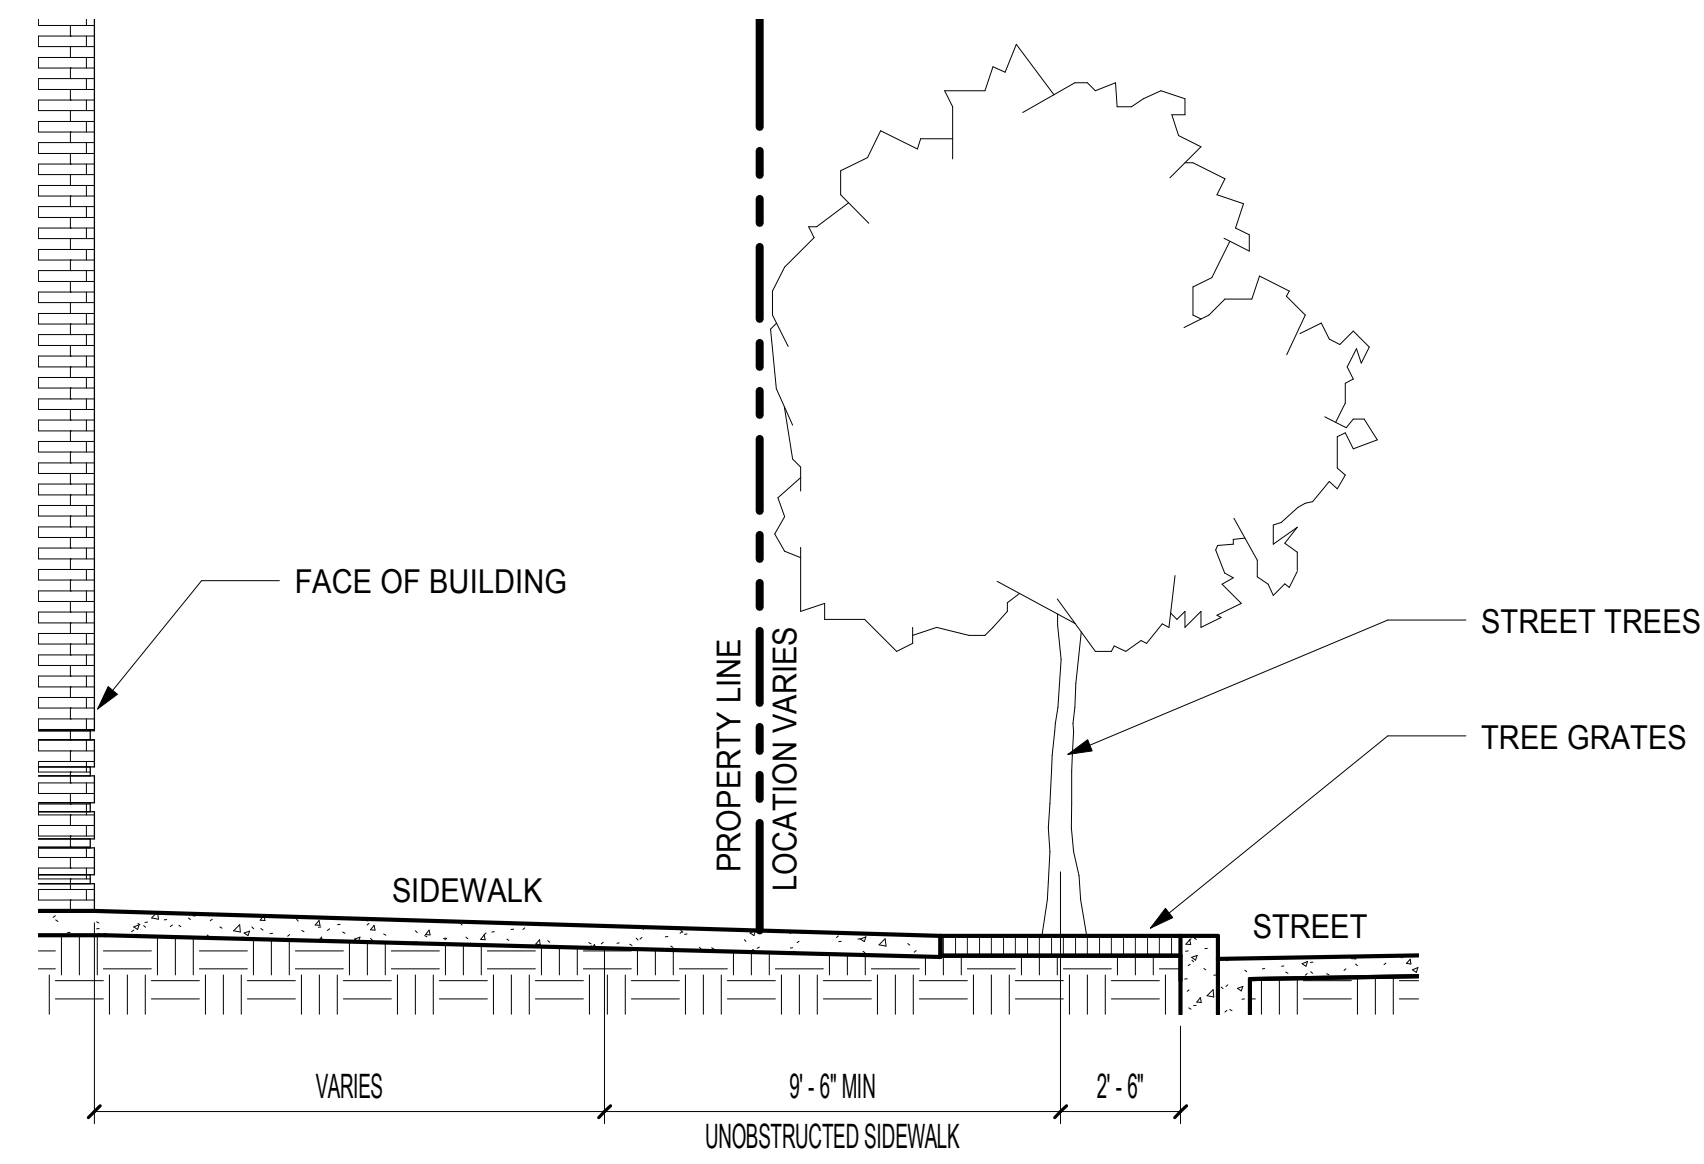 FACE OF BUILDING
PROPERTY LINE
LOCATION VARIES
STREET TREES
TREE GRATES
SIDEWALK
STREET
VARIES
9' - 6" MIN
2' - 6"
UNOBSTRUCTED SIDEWALK